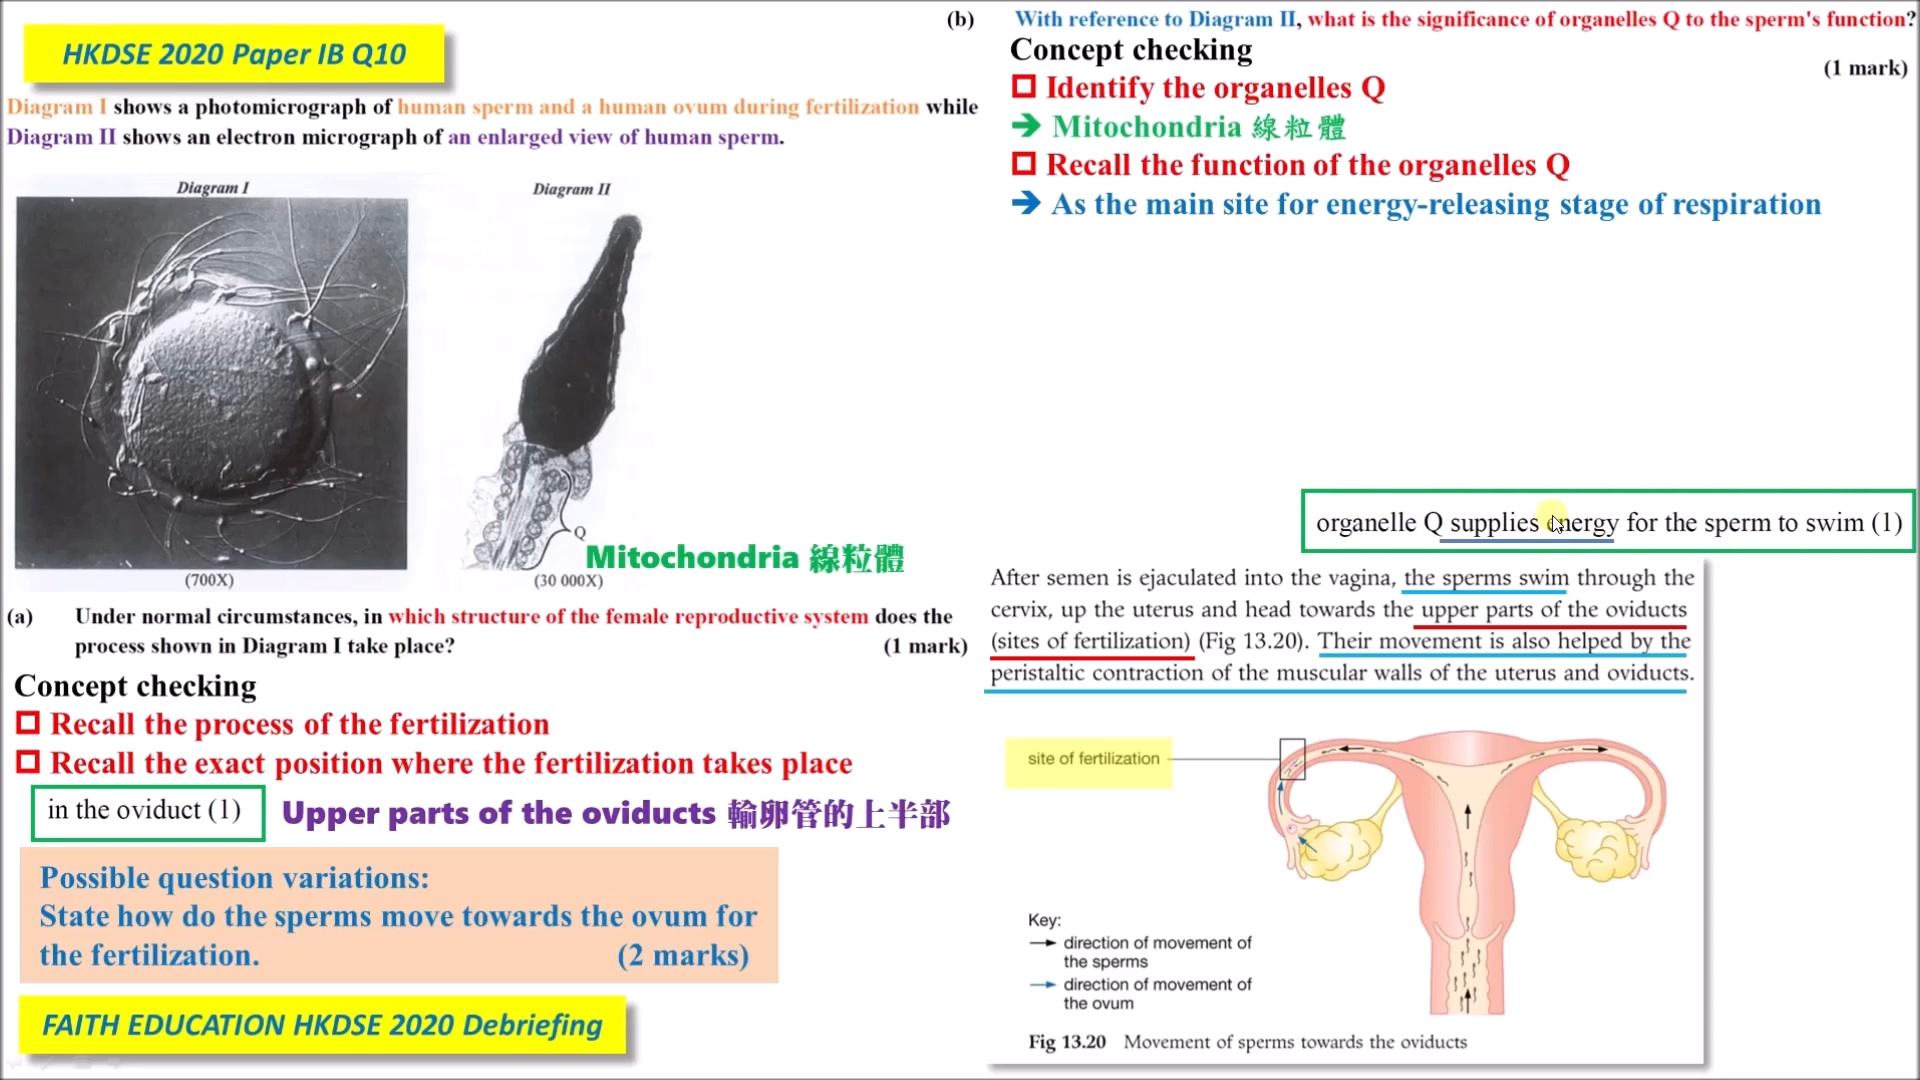 HKDSE 2020 Paper IB Q10
Diagram I shows a photomicrograph of human sperm and a human ovum during fertilization while
Diagram II shows an electron micrograph of an enlarged view of human sperm.
Diagram I
Diagram II
Q
Mitochondria 線粒體
(700X)
(30 000X)
(a) Under normal circumstances, in which structure of the female reproductive system does the
process shown in Diagram I take place? (1 mark)
Concept checking
Recall the process of the fertilization
Recall the exact position where the fertilization takes place
in the oviduct (1)
Upper parts of the oviducts 輸卵管的上半部
Possible question variations:
State how do the sperms move towards the ovum for
the fertilization. (2 marks)
FAITH EDUCATION HKDSE 2020 Debriefing
(b) With reference to Diagram II, what is the significance of organelles Q to the sperm's function?
(1 mark)
Concept checking
Identify the organelles Q
→ Mitochondria 線粒體
Recall the function of the organelles Q
→ As the main site for energy-releasing stage of respiration
organelle Q supplies energy for the sperm to swim (1)
After semen is ejaculated into the vagina, the sperms swim through the
cervix, up the uterus and head towards the upper parts of the oviducts
(sites of fertilization) (Fig 13.20). Their movement is also helped by the
peristaltic contraction of the muscular walls of the uterus and oviducts.
site of fertilization
Key:
direction of movement of
the sperms
direction of movement of
the ovum
Fig 13.20 Movement of sperms towards the oviducts